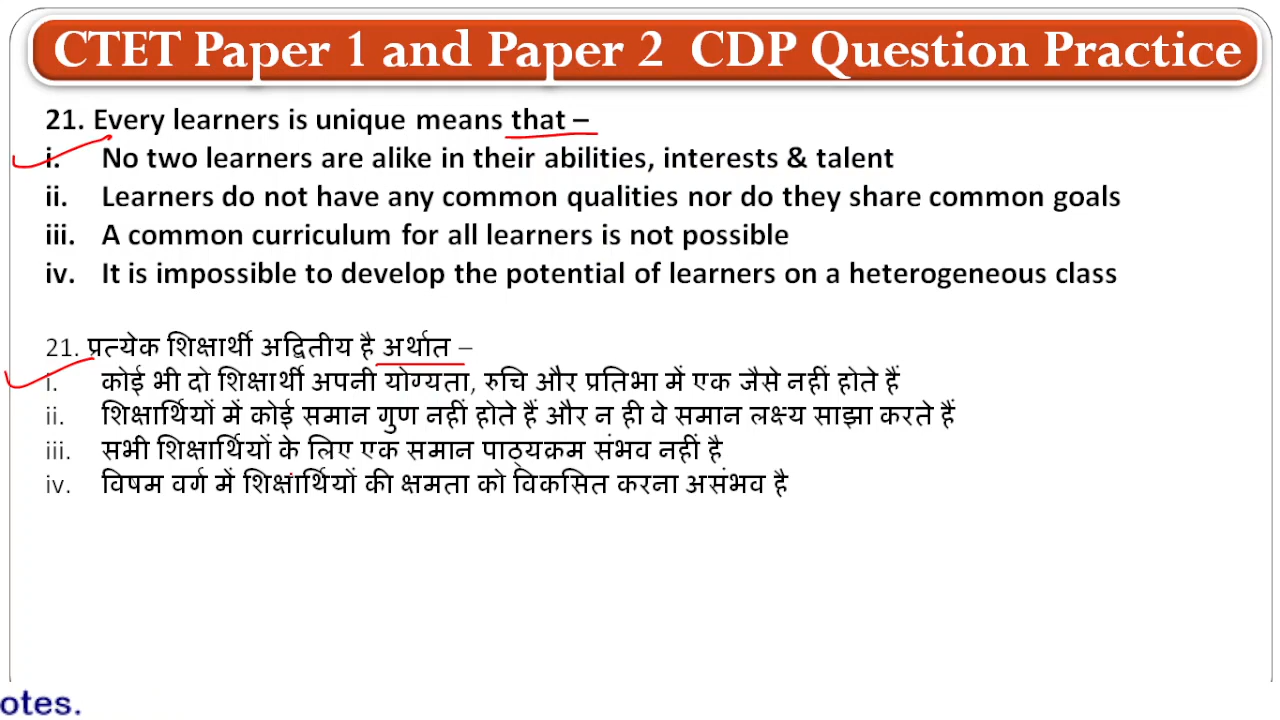 CTET Paper 1 and Paper 2 CDP Question Practice
21. Every learners is unique means that –
i. No two learners are alike in their abilities, interests & talent
ii. Learners do not have any common qualities nor do they share common goals
iii. A common curriculum for all learners is not possible
iv. It is impossible to develop the potential of learners on a heterogeneous class
21. प्रत्येक शिक्षार्थी अद्वितीय है अर्थात –
i. कोई भी दो शिक्षार्थी अपनी योग्यता, रुचि और प्रतिभा में एक जैसे नहीं होते हैं
ii. शिक्षार्थियों में कोई समान गुण नहीं होते हैं और न ही वे समान लक्ष्य साझा करते हैं
iii. सभी शिक्षार्थियों के लिए एक समान पाठ्यक्रम संभव नहीं है
iv. विषम वर्ग में शिक्षार्थियों की क्षमता को विकसित करना असंभव है
otes.